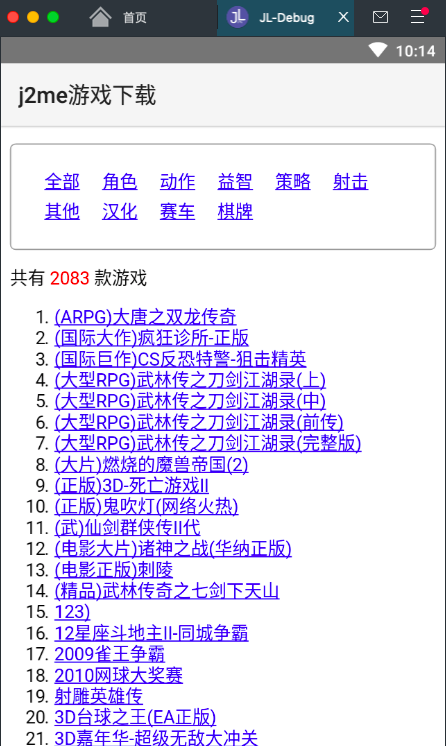 首页
JL
JL-Debug
10:14
j2me游戏下载
全部 角色 动作 益智 策略 射击
其他 汉化 赛车 棋牌
共有 2083 款游戏
1. (ARPG)大唐之双龙传奇
2. (国际大作)疯狂诊所-正版
3. (国际巨作)CS反恐特警-狙击精英
4. (大型RPG)武林传之刀剑江湖录(上)
5. (大型RPG)武林传之刀剑江湖录(中)
6. (大型RPG)武林传之刀剑江湖录(前传)
7. (大型RPG)武林传之刀剑江湖录(完整版)
8. (大片)燃烧的魔兽帝国(2)
9. (正版)3D-死亡游戏II
10. (正版)鬼吹灯(网络火热)
11. (武)仙剑群侠传II代
12. (电影大片)诸神之战(华纳正版)
13. (电影正版)刺陵
14. (精品)武林传奇之七剑下天山
15. 123)
16. 12星座斗地主II-同城争霸
17. 2009雀王争霸
18. 2010网球大奖赛
19. 射雕英雄传
20. 3D台球之王(EA正版)
21. 3D嘉年华-超级无敌大冲关